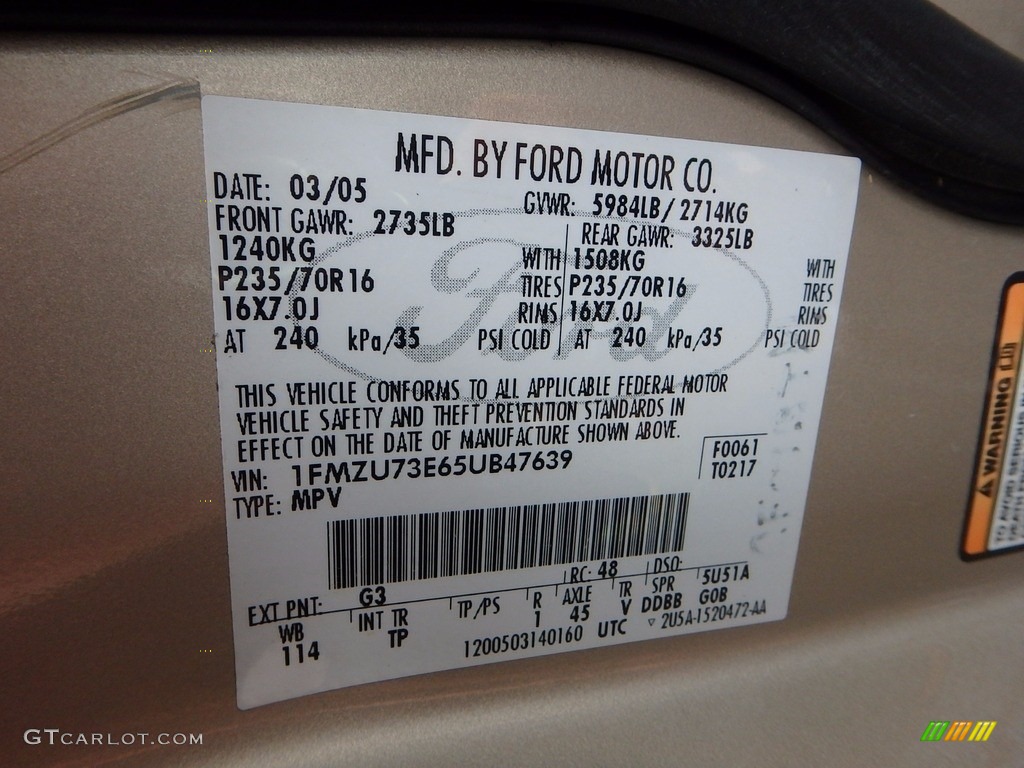 MFD. BY FORD MOTOR CO.
DATE: 03/05 GVWR: 5984LB/ 2714KG
FRONT GAWR: 2735LB REAR GAWR: 3325LB
1240KG WITH 1508KG WITH
P235/70R16 TIRES P235/70R16 TIRES
16X7.0J RIMS 16X7.0J RIMS
AT 240 kPa/35 PSI COLD AT 240 kPa/35 PSI COLD
Ford
THIS VEHICLE CONFORMS TO ALL APPLICABLE FEDERAL MOTOR
VEHICLE SAFETY AND THEFT PREVENTION STANDARDS IN
EFFECT ON THE DATE OF MANUFACTURE SHOWN ABOVE.
VIN: 1FMZU73E65UB47639 F0061
TYPE: MPV T0217
EXT PNT: G3 RC: 48 DSO: 5U51A
WB INT TR TP/PS R AXLE TR SPR GOB
114 TP 1 45 V DDBB
1200503140160 UTC 2U5A-1520472-AA
WARNING
GTCARLOT.COM